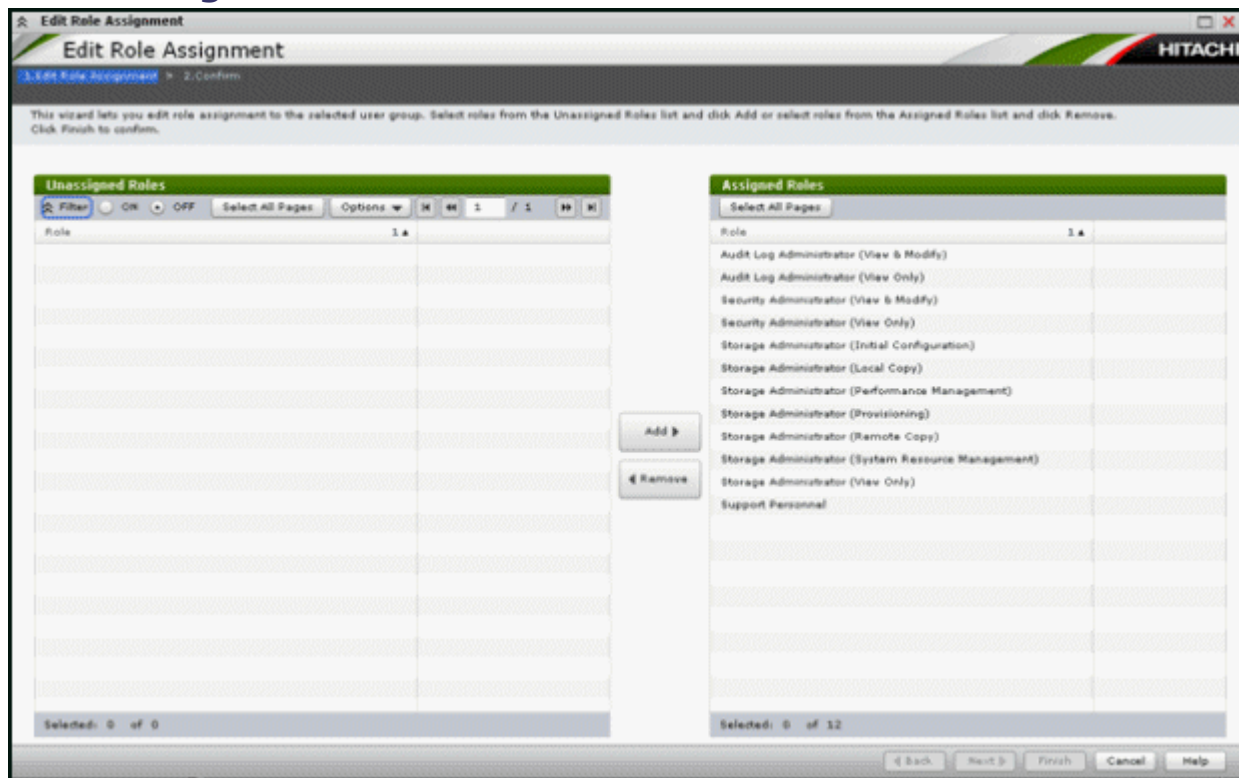 Edit Role Assignment
Edit Role Assignment
HITACHI
1.Edit Role Assignment > 2.Confirm
This wizard lets you edit role assignment to the selected user group. Select roles from the Unassigned Roles list and click Add or select roles from the Assigned Roles list and click Remove.
Click Finish to confirm.
Unassigned Roles
Filter ON OFF Select All Pages Options 1 / 1
Role 1
Selected: 0 of 0
Add
Remove
Assigned Roles
Select All Pages
Role 1
Audit Log Administrator (View & Modify)
Audit Log Administrator (View Only)
Security Administrator (View & Modify)
Security Administrator (View Only)
Storage Administrator (Initial Configuration)
Storage Administrator (Local Copy)
Storage Administrator (Performance Management)
Storage Administrator (Provisioning)
Storage Administrator (Remote Copy)
Storage Administrator (System Resource Management)
Storage Administrator (View Only)
Support Personnel
Selected: 0 of 12
Back Next Finish Cancel Help